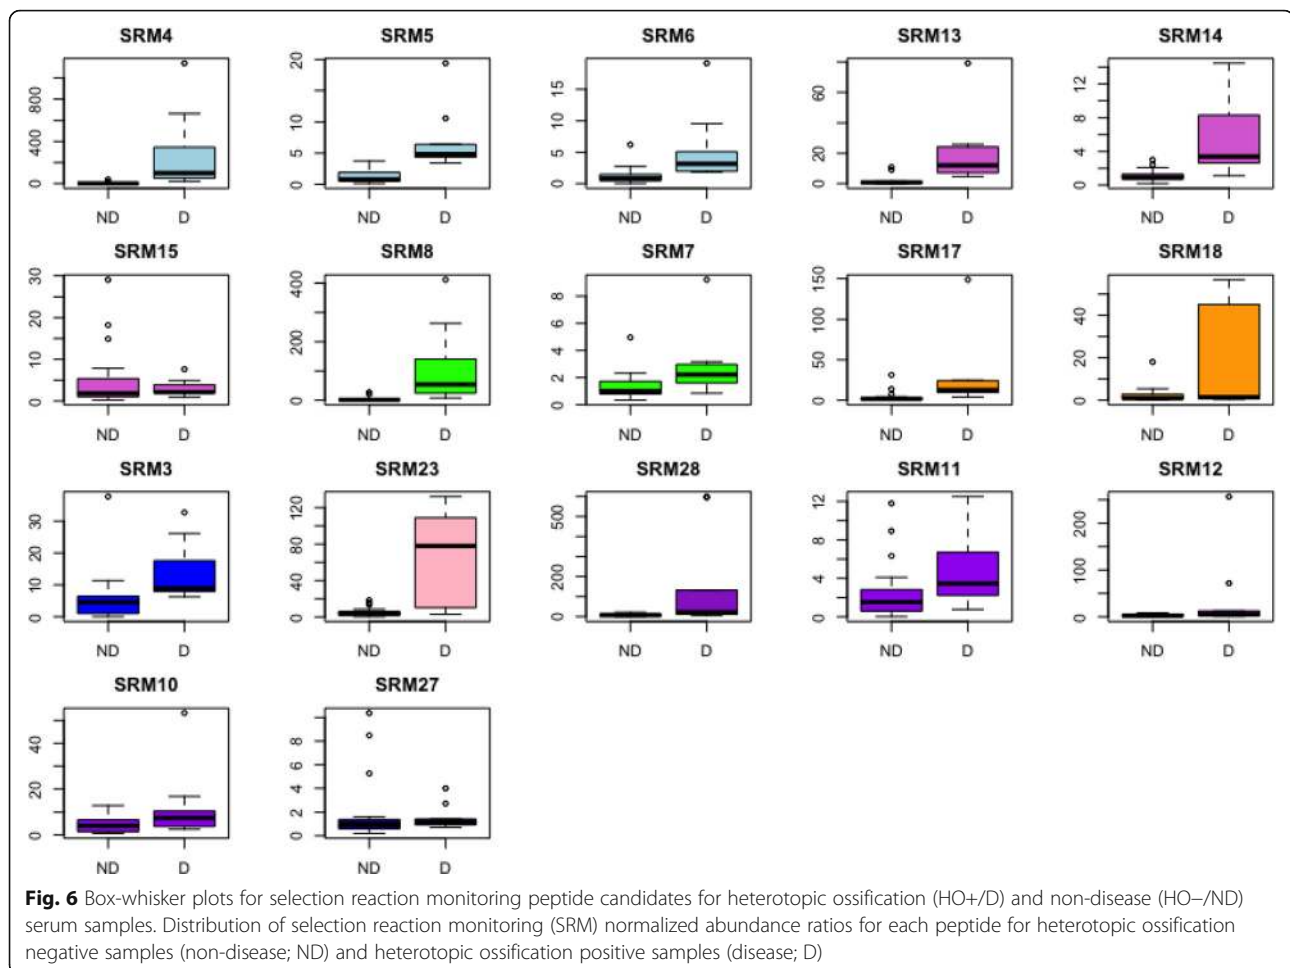 SRM4 SRM5 SRM6 SRM13 SRM14
0 400 800 0 5 10 15 20 0 5 10 15 0 20 60 0 4 8 12
ND D ND D ND D ND D ND D
SRM15 SRM8 SRM7 SRM17 SRM18
0 10 20 30 0 200 400 0 2 4 6 8 0 50 100 150 0 20 40
ND D ND D ND D ND D ND D
SRM3 SRM23 SRM28 SRM11 SRM12
0 10 20 30 0 40 80 120 0 200 500 0 4 8 12 0 100 200
ND D ND D ND D ND D ND D
SRM10 SRM27
0 20 40 0 2 4 6 8
ND D ND D
Fig. 6 Box-whisker plots for selection reaction monitoring peptide candidates for heterotopic ossification (HO+/D) and non-disease (HO−/ND)
serum samples. Distribution of selection reaction monitoring (SRM) normalized abundance ratios for each peptide for heterotopic ossification
negative samples (non-disease; ND) and heterotopic ossification positive samples (disease; D)